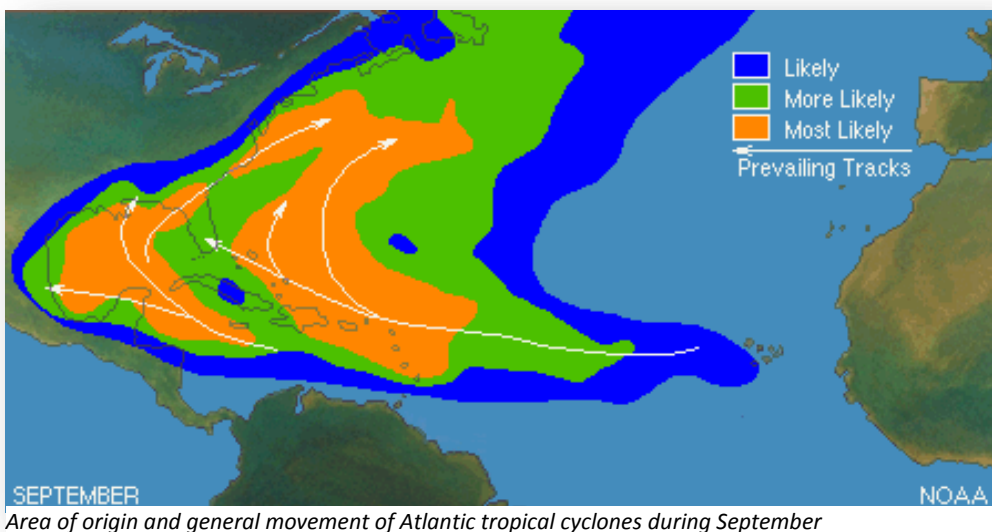 Likely
More Likely
Most Likely
Prevailing Tracks
SEPTEMBER
NOAA
Area of origin and general movement of Atlantic tropical cyclones during September